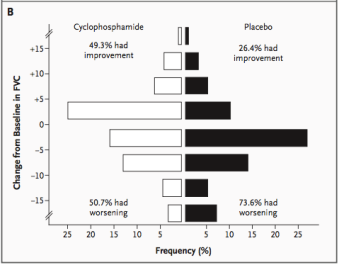 B
Cyclophosphamide
Placebo
49.3% had
improvement
26.4% had
improvement
Change from Baseline in FVC
+15
+10
+5
0
−5
−10
−15
50.7% had
worsening
73.6% had
worsening
25 20 15 10 5 5 10 15 20 25
Frequency (%)